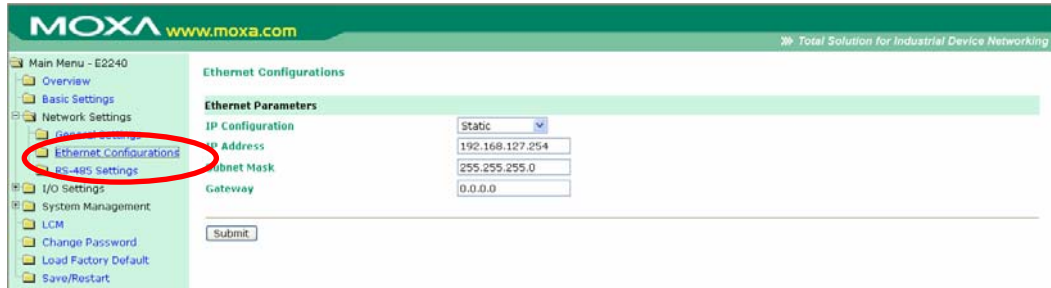 MOXA www.moxa.com
Total Solution for Industrial Device Networking
Main Menu - E2240
Overview
Basic Settings
Network Settings
General Settings
Ethernet Configurations
RS-485 Settings
I/O Settings
System Management
LCM
Change Password
Load Factory Default
Save/Restart
Ethernet Configurations
Ethernet Parameters
IP Configuration Static
IP Address 192.168.127.254
Subnet Mask 255.255.255.0
Gateway 0.0.0.0
Submit